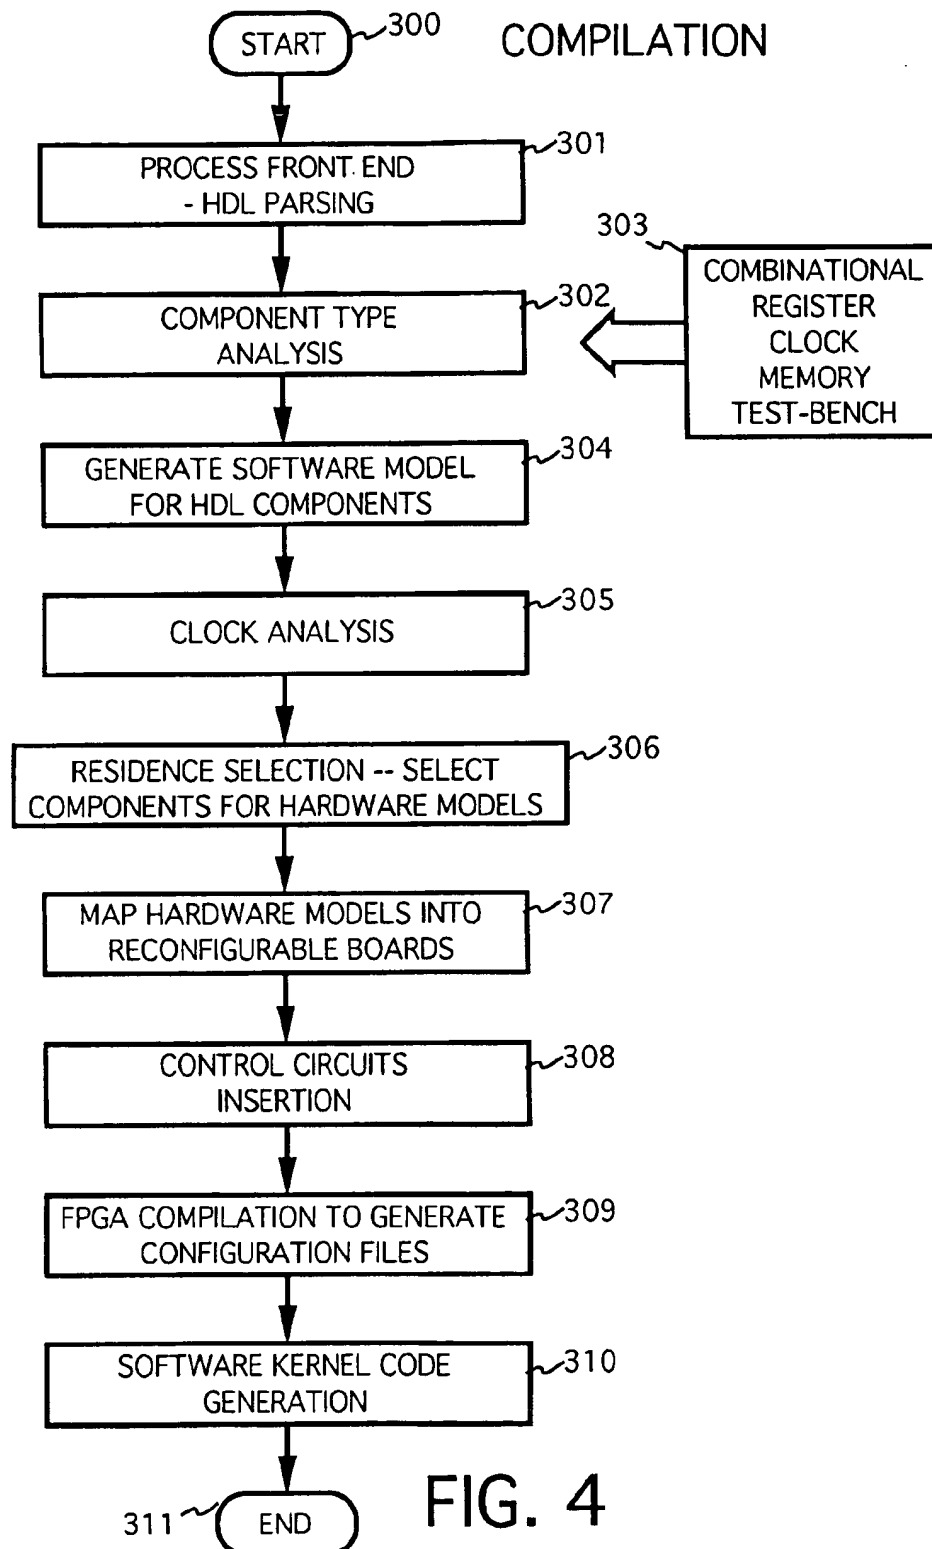 START
300
COMPILATION
301
PROCESS FRONT END
- HDL PARSING
303
302
COMPONENT TYPE
ANALYSIS
COMBINATIONAL
REGISTER
CLOCK
MEMORY
TEST-BENCH
304
GENERATE SOFTWARE MODEL
FOR HDL COMPONENTS
305
CLOCK ANALYSIS
306
RESIDENCE SELECTION -- SELECT
COMPONENTS FOR HARDWARE MODELS
307
MAP HARDWARE MODELS INTO
RECONFIGURABLE BOARDS
308
CONTROL CIRCUITS
INSERTION
309
FPGA COMPILATION TO GENERATE
CONFIGURATION FILES
310
SOFTWARE KERNEL CODE
GENERATION
311
END
FIG. 4